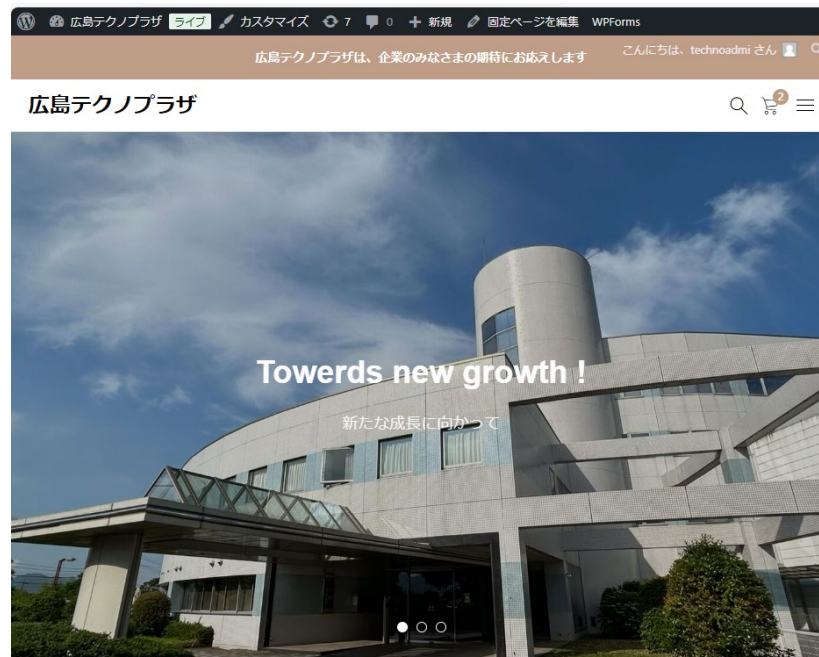 広島テクノプラザ ライブ カスタマイズ 7 0 新規 固定ページを編集 WPForms
広島テクノプラザは、企業のみなさまの期待にお応えします
こんにちは、technoadmi さん
広島テクノプラザ
2
Towerds new growth !
新たな成長に向かって